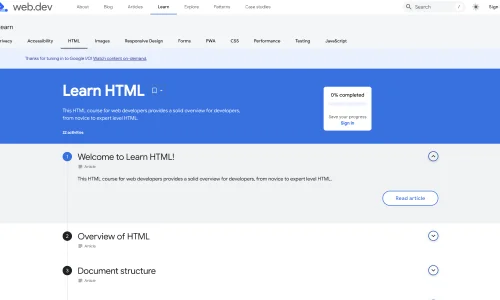 web.dev
About Blog Articles Learn Explore Patterns Case studies
Search / Sign
earn
rivacy Accessibility HTML Images Responsive Design Forms PWA CSS Performance Testing JavaScript
Thanks for tuning in to Google I/O! Watch content on-demand.
Learn HTML
This HTML course for web developers provides a solid overview for developers,
from novice to expert level HTML.
22 activities
0% completed
Save your progress
Sign in
1 Welcome to Learn HTML!
Article
This HTML course for web developers provides a solid overview for developers, from novice to expert level HTML.
Read article
2 Overview of HTML
Article
3 Document structure
Article